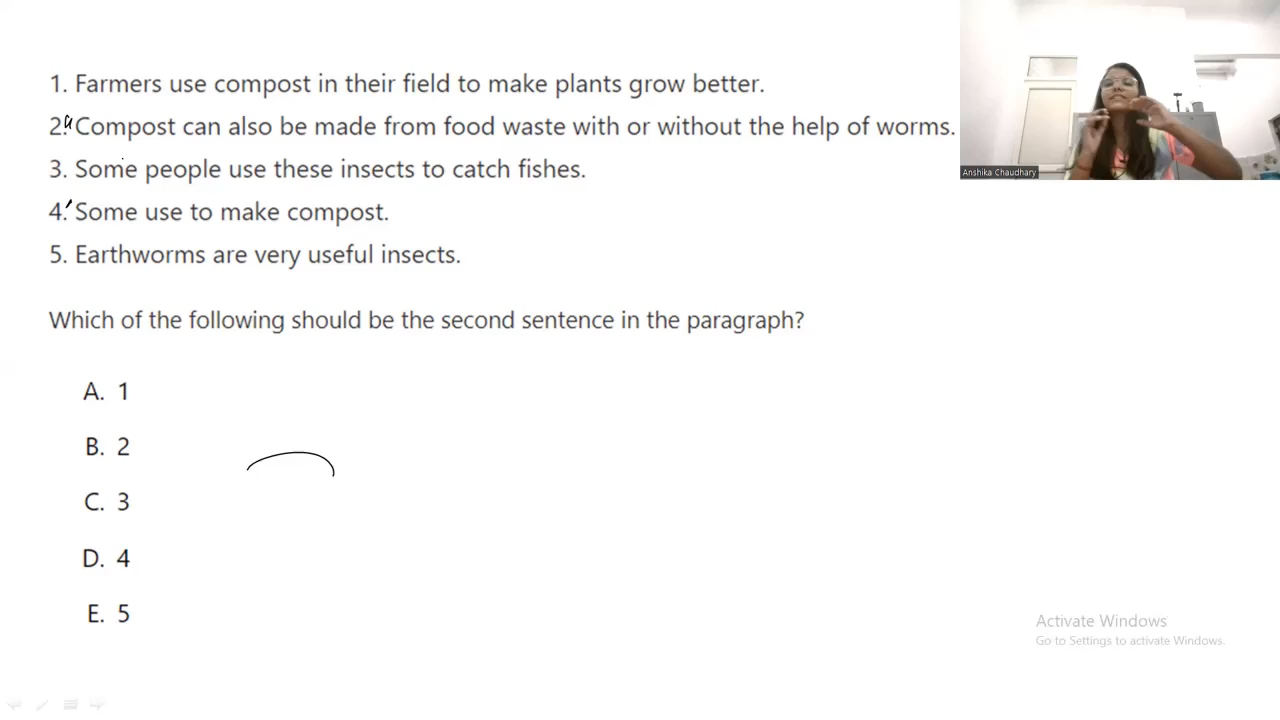 1. Farmers use compost in their field to make plants grow better.
2. Compost can also be made from food waste with or without the help of worms.
3. Some people use these insects to catch fishes.
4. Some use to make compost.
5. Earthworms are very useful insects.
Which of the following should be the second sentence in the paragraph?
A. 1
B. 2
C. 3
D. 4
E. 5
Anshika Chaudhary
Activate Windows
Go to Settings to activate Windows.